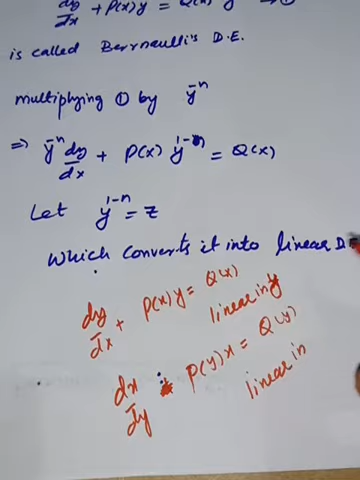 dy/dx + P(x)y = Q(x) y
is called Berrnaulli's D.E.
multiplying ① by y⁻ⁿ
⇒ y⁻ⁿ dy/dx + P(x) y¹⁻ⁿ = Q(x)
Let y¹⁻ⁿ = z
which converts it into linear D
dy/dx + P(x)y = Q(x)
linear in y
dx/dy + P(y)x = Q(y)
linear in